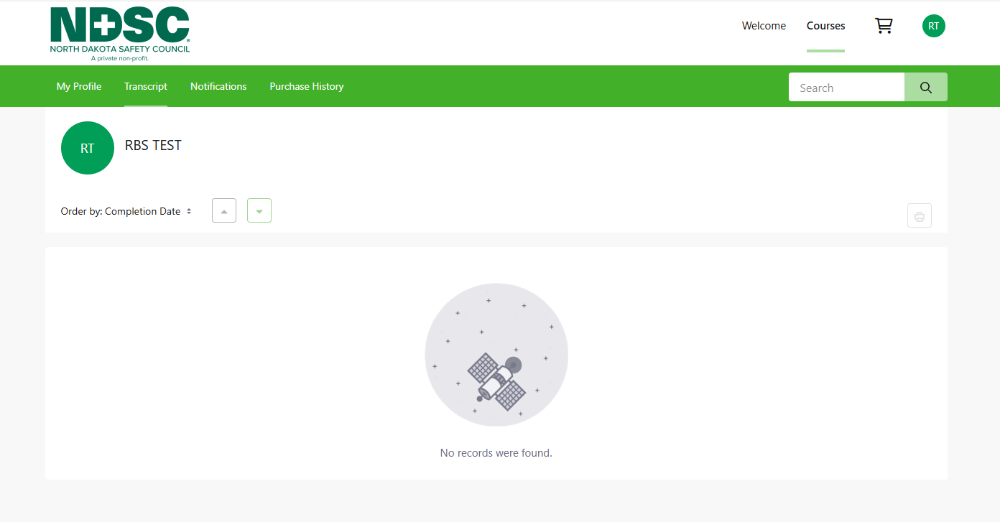 NDSC®
NORTH DAKOTA SAFETY COUNCIL
A private non-profit.
Welcome
Courses
RT
My Profile
Transcript
Notifications
Purchase History
Search
RT
RBS TEST
Order by: Completion Date
No records were found.